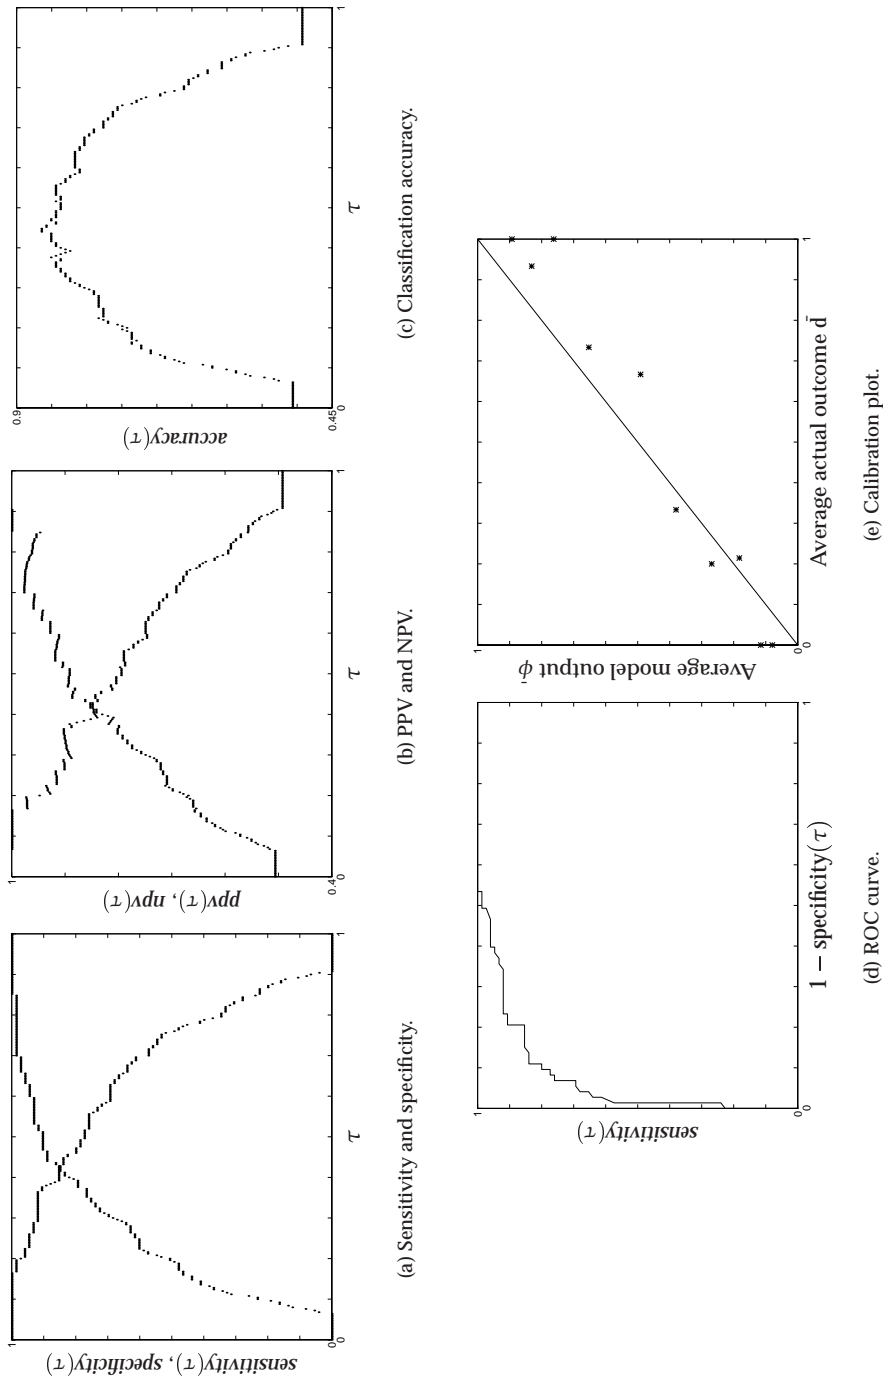 1
0
0
1
τ
sensitivity(τ), specificity(τ)
(a) Sensitivity and specificity.
1
0.4
0
1
τ
ppv(τ), npv(τ)
(b) PPV and NPV.
0.9
0.45
0
1
τ
accuracy(τ)
(c) Classification accuracy.
1
0
0
1
1 − specificity(τ)
sensitivity(τ)
(d) ROC curve.
1
0
0
1
Average actual outcome d̄
Average model output ϕ̄
(e) Calibration plot.